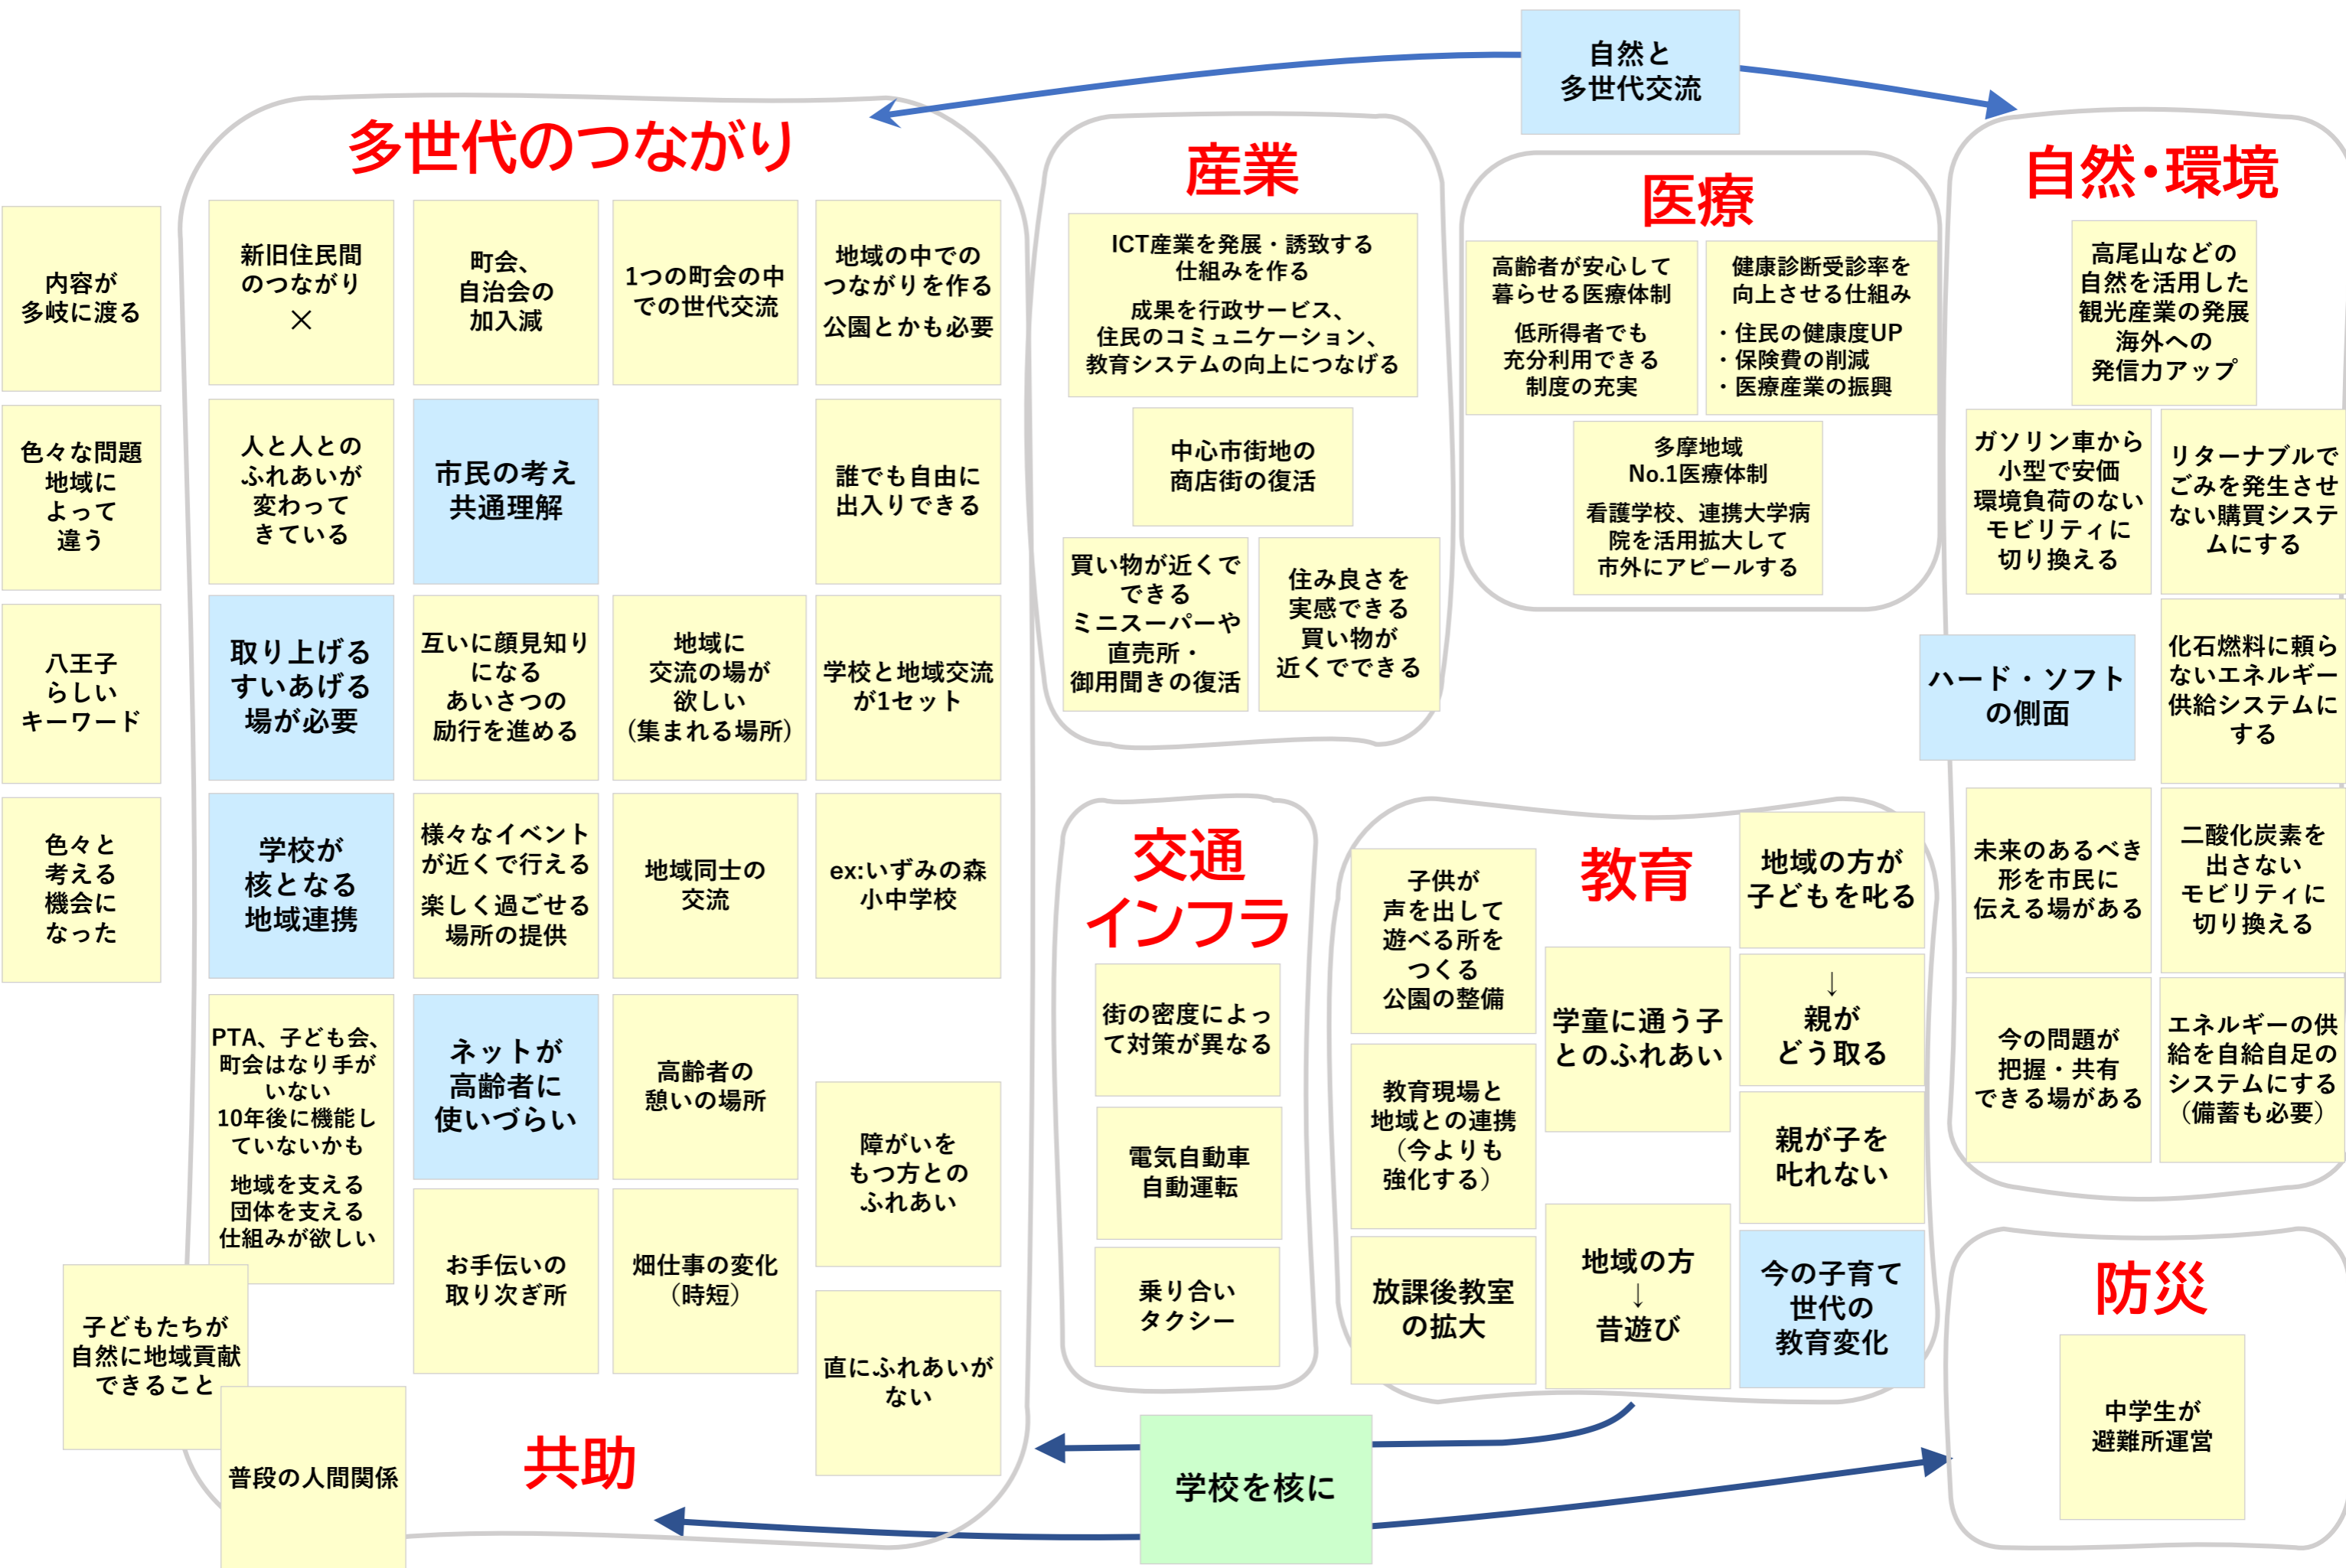 自然と
多世代交流
多世代のつながり
内容が
多岐に渡る
色々な問題
地域に
よって
違う
八王子
らしい
キーワード
色々と
考える
機会に
なった
新旧住民間
のつながり
×
町会、
自治会の
加入減
1つの町会の中
での世代交流
地域の中での
つながりを作る
公園とかも必要
人と人との
ふれあいが
変わって
きている
市民の考え
共通理解
誰でも自由に
出入りできる
取り上げる
すいあげる
場が必要
互いに顔見知り
になる
あいさつの
励行を進める
地域に
交流の場が
欲しい
(集まれる場所)
学校と地域交流
が1セット
学校が
核となる
地域連携
様々なイベント
が近くで行える
楽しく過ごせる
場所の提供
地域同士の
交流
ex:いずみの森
小中学校
PTA、子ども会、
町会はなり手が
いない
10年後に機能し
ていないかも
地域を支える
団体を支える
仕組みが欲しい
ネットが
高齢者に
使いづらい
高齢者の
憩いの場所
障がいを
もつ方との
ふれあい
お手伝いの
取り次ぎ所
畑仕事の変化
（時短）
直にふれあいが
ない
子どもたちが
自然に地域貢献
できること
普段の人間関係
共助
産業
ICT産業を発展・誘致する
仕組みを作る
成果を行政サービス、
住民のコミュニケーション、
教育システムの向上につなげる
中心市街地の
商店街の復活
買い物が近くで
できる
ミニスーパーや
直売所・
御用聞きの復活
住み良さを
実感できる
買い物が
近くでできる
医療
高齢者が安心して
暮らせる医療体制
低所得者でも
充分利用できる
制度の充実
健康診断受診率を
向上させる仕組み
・住民の健康度UP
・保険費の削減
・医療産業の振興
多摩地域
No.1医療体制
看護学校、連携大学病
院を活用拡大して
市外にアピールする
自然・環境
高尾山などの
自然を活用した
観光産業の発展
海外への
発信力アップ
ガソリン車から
小型で安価
環境負荷のない
モビリティに
切り換える
リターナブルで
ごみを発生させ
ない購買システ
ムにする
ハード・ソフト
の側面
化石燃料に頼ら
ないエネルギー
供給システムに
する
未来のあるべき
形を市民に
伝える場がある
二酸化炭素を
出さない
モビリティに
切り換える
今の問題が
把握・共有
できる場がある
エネルギーの供
給を自給自足の
システムにする
（備蓄も必要）
交通
インフラ
街の密度によっ
て対策が異なる
電気自動車
自動運転
乗り合い
タクシー
教育
子供が
声を出して
遊べる所を
つくる
公園の整備
教育現場と
地域との連携
（今よりも
強化する）
放課後教室
の拡大
学童に通う子
とのふれあい
地域の方
↓
昔遊び
地域の方が
子どもを叱る
↓
親が
どう取る
親が子を
叱れない
今の子育て
世代の
教育変化
防災
中学生が
避難所運営
学校を核に